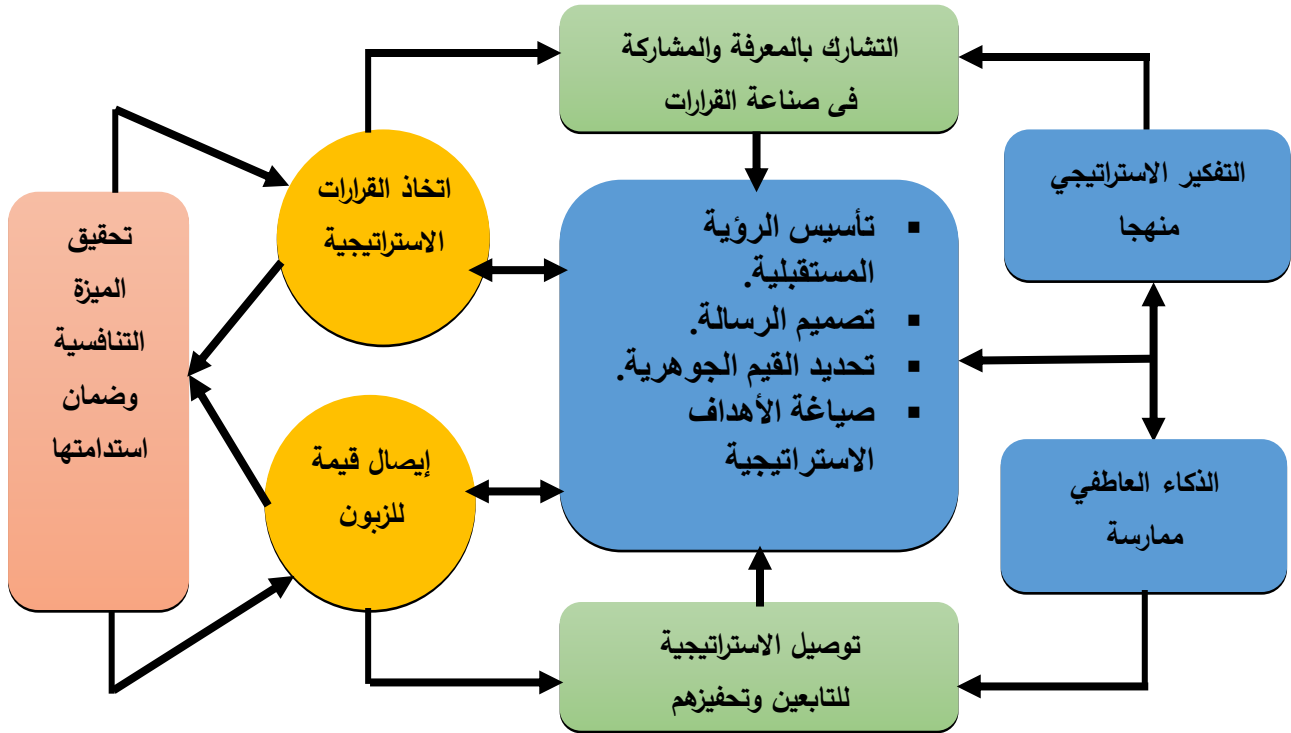 التشارك بالمعرفة والمشاركة
فى صناعة القرارات
التفكير الاستراتيجي
منهجا
الذكاء العاطفي
ممارسة
▪ تأسيس الرؤية
المستقبلية.
▪ تصميم الرسالة.
▪ تحديد القيم الجوهرية.
▪ صياغة الأهداف
الاستراتيجية
توصيل الاستراتيجية
للتابعين وتحفيزهم
اتخاذ القرارات
الاستراتيجية
إيصال قيمة
للزبون
تحقيق
الميزة
التنافسية
وضمان
استدامتها